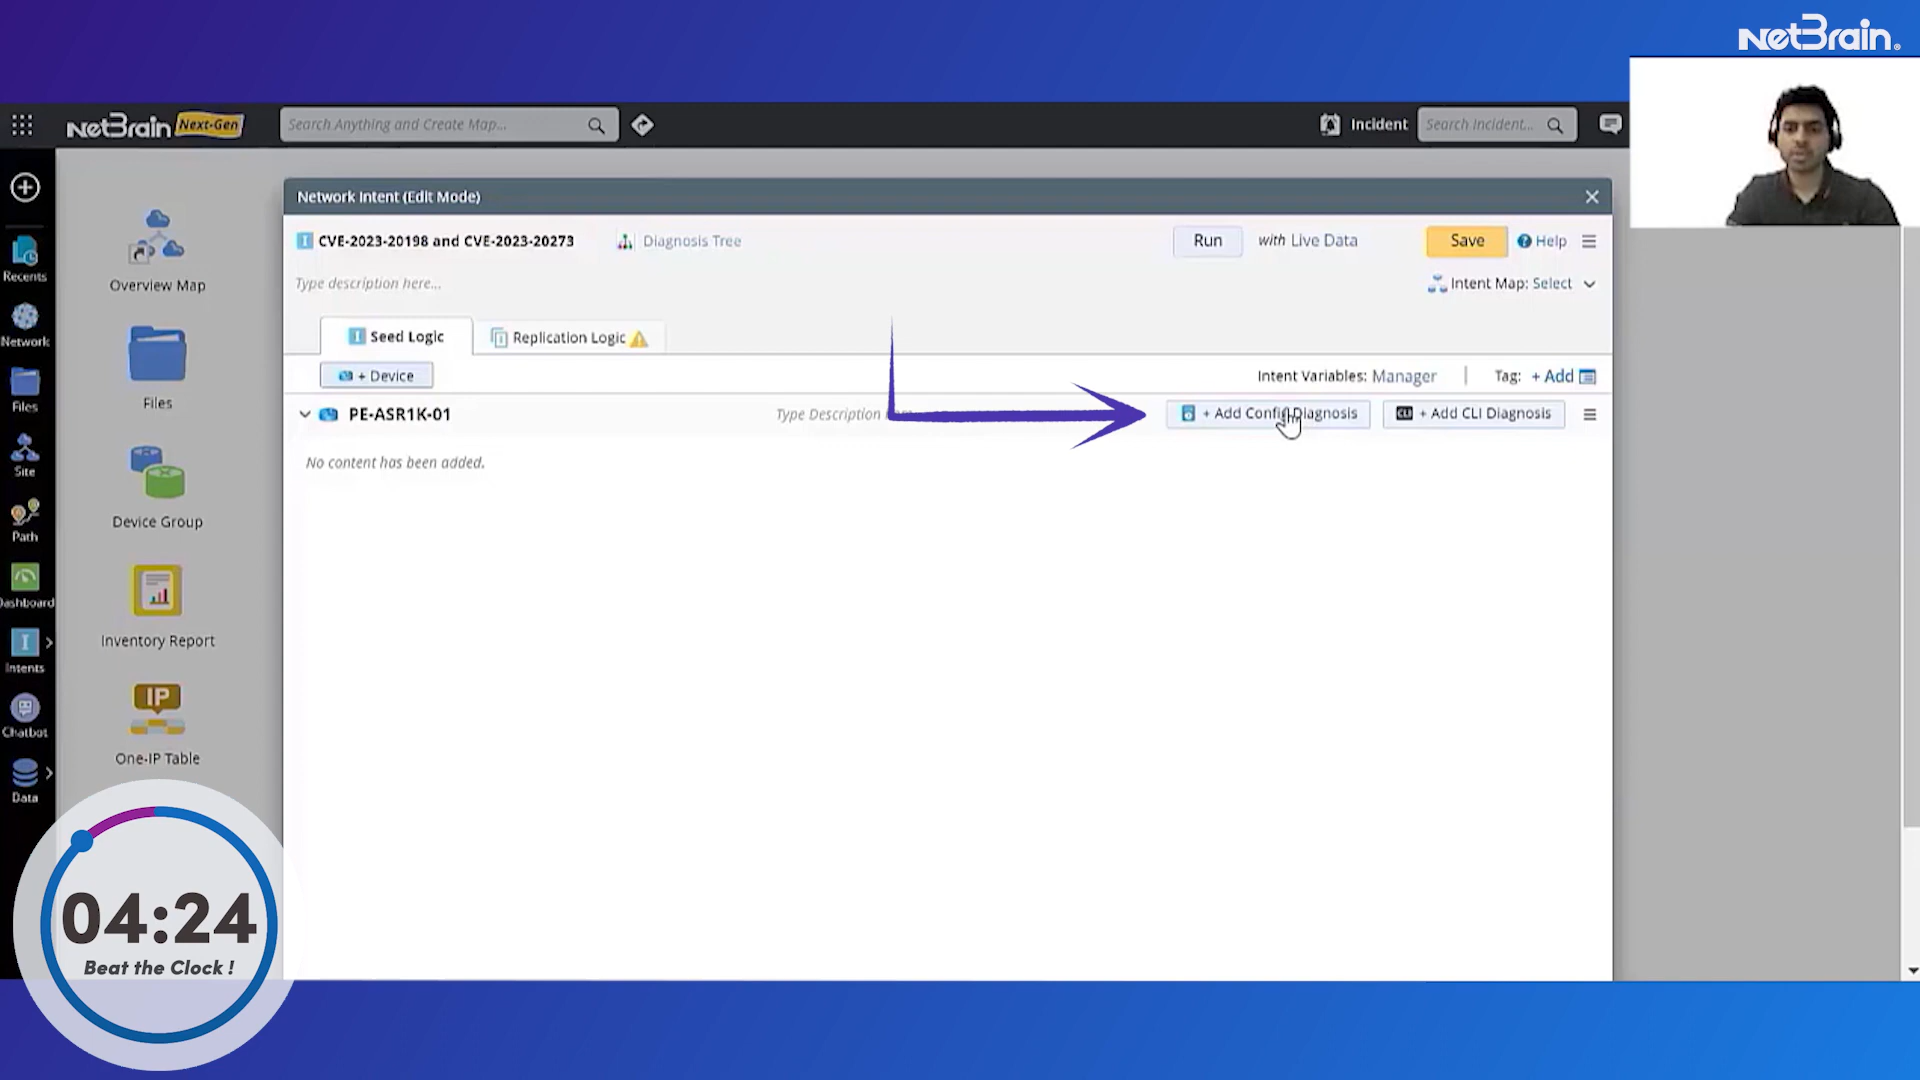 NetBrain®
NetBrain Next-Gen
Search Anything and Create Map...
Incident
Search Incident...
Network Intent (Edit Mode)
CVE-2023-20198 and CVE-2023-20273
Diagnosis Tree
Run
with Live Data
Save
Help
Type description here...
Intent Map: Select
Seed Logic
Replication Logic
+ Device
Intent Variables: Manager
Tag: + Add
PE-ASR1K-01
Type Description
+ Add Config Diagnosis
CLI + Add CLI Diagnosis
No content has been added.
Recents
Network
Files
Site
Path
Dashboard
Intents
Chatbot
Data
Overview Map
Files
Device Group
Inventory Report
IP
One-IP Table
04:24
Beat the Clock !